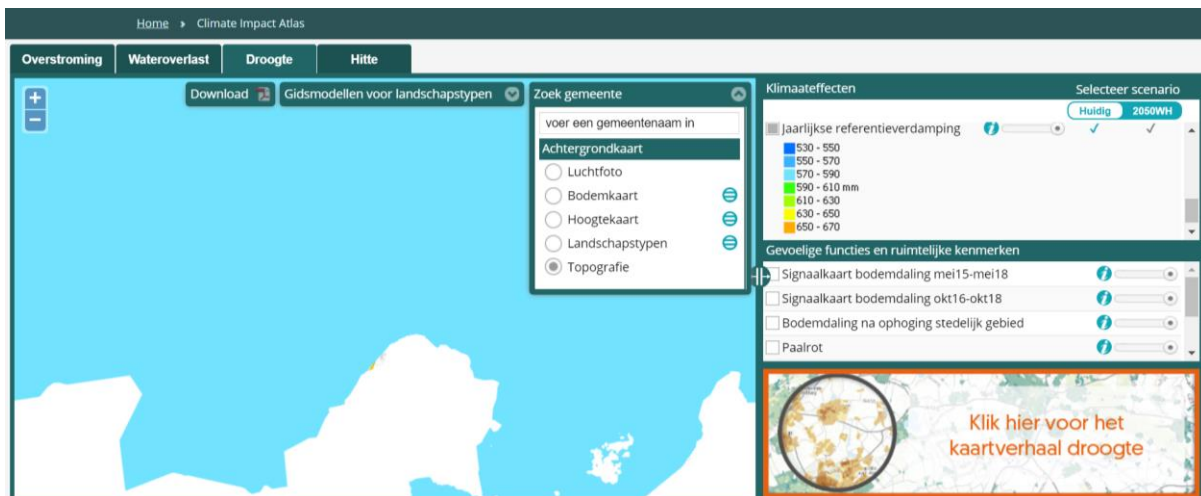 Home › Climate Impact Atlas
Overstroming Wateroverlast Droogte Hitte
+
−
Download Gidsmodellen voor landschapstypen
Zoek gemeente
voer een gemeentenaam in
Achtergrondkaart
Luchtfoto
Bodemkaart
Hoogtekaart
Landschapstypen
Topografie
Klimaateffecten Selecteer scenario
Huidig 2050WH
Jaarlijkse referentieverdamping i
530 - 550
550 - 570
570 - 590
590 - 610 mm
610 - 630
630 - 650
650 - 670
Gevoelige functies en ruimtelijke kenmerken
Signaalkaart bodemdaling mei15-mei18 i
Signaalkaart bodemdaling okt16-okt18 i
Bodemdaling na ophoging stedelijk gebied i
Paalrot i
Klik hier voor het
kaartverhaal droogte